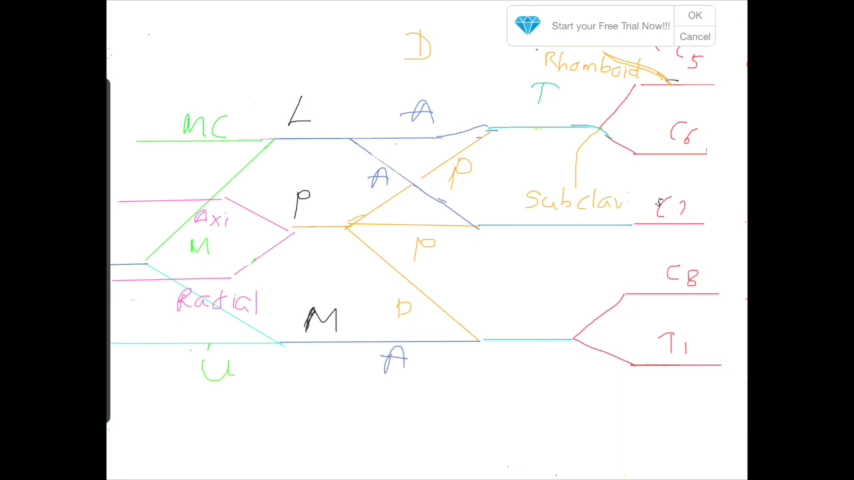 Start your Free Trial Now!!!
OK
Cancel
D
Rhomboid
C5
L
A
T
MC
C6
A
P
Subclavi
P
C7
Axi
M
P
Radial
C8
M
P
T1
A
U